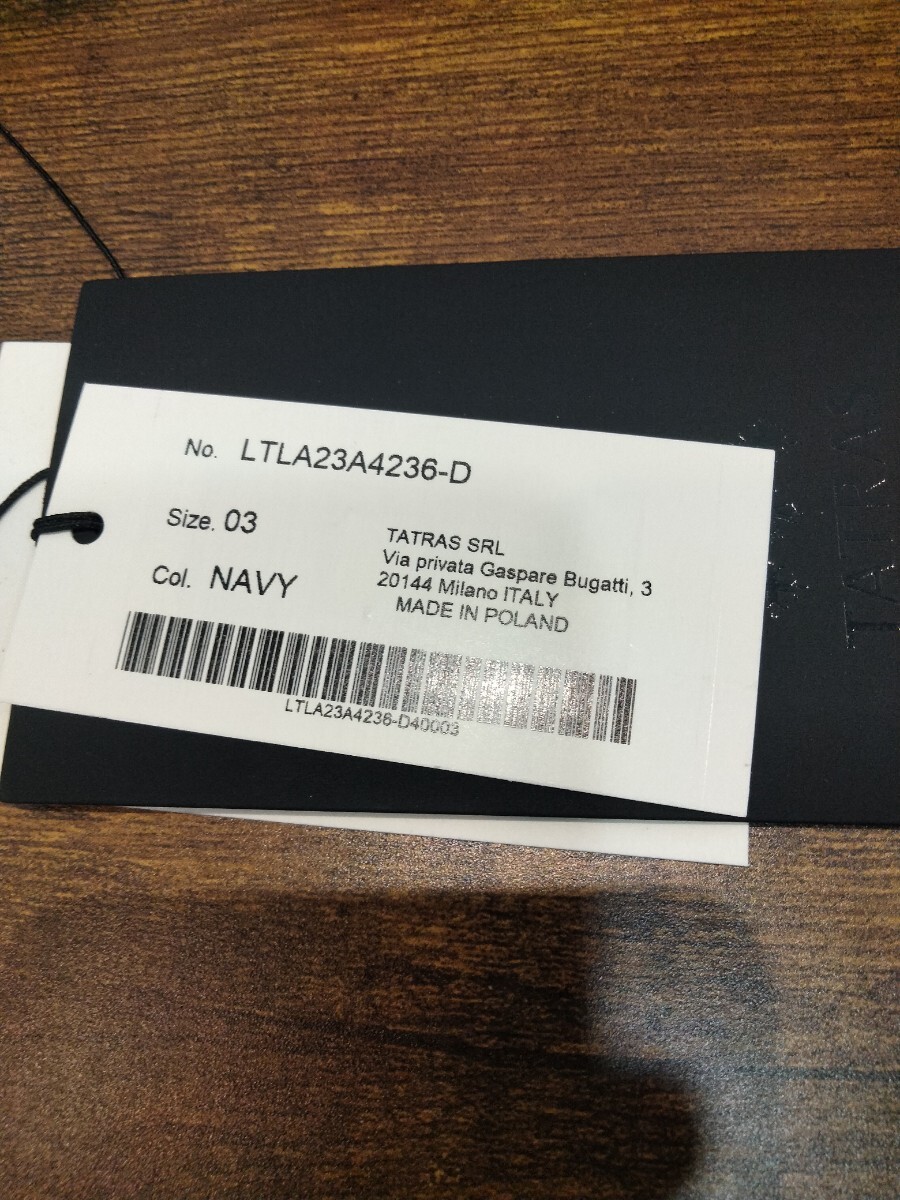 No. LTLA23A4236-D
Size. 03
Col. NAVY
TATRAS SRL
Via privata Gaspare Bugatti, 3
20144 Milano ITALY
MADE IN POLAND
LTLA23A4236-D40003
TATRAS